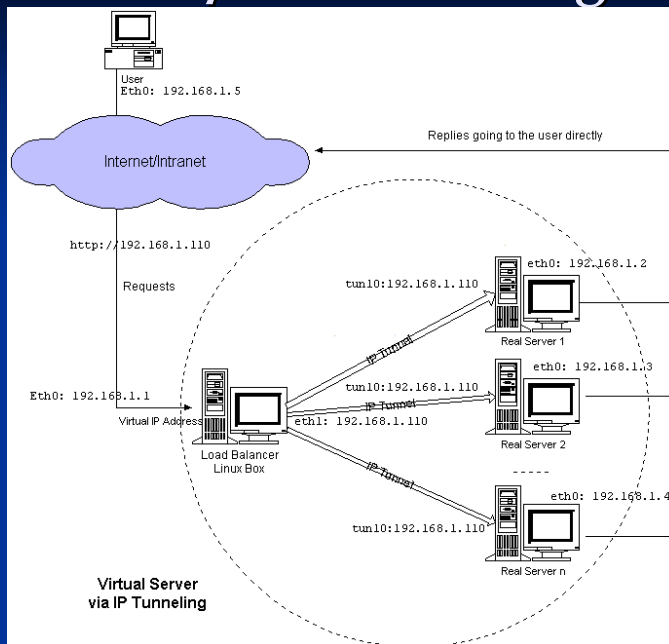 User
Eth0: 192.168.1.5
Internet/Intranet
Replies going to the user directly
http://192.168.1.110
Requests
eth0: 192.168.1.2
tun10:192.168.1.110
IP Tunnel
Real Server 1
eth0: 192.168.1.3
tun10:192.168.1.110
IP Tunnel
Real Server 2
Eth0: 192.168.1.1
Virtual IP Address
eth1: 192.168.1.110
Load Balancer
Linux Box
-----
IP Tunnel
eth0: 192.168.1.4
tun10:192.168.1.110
Real Server n
Virtual Server
via IP Tunneling